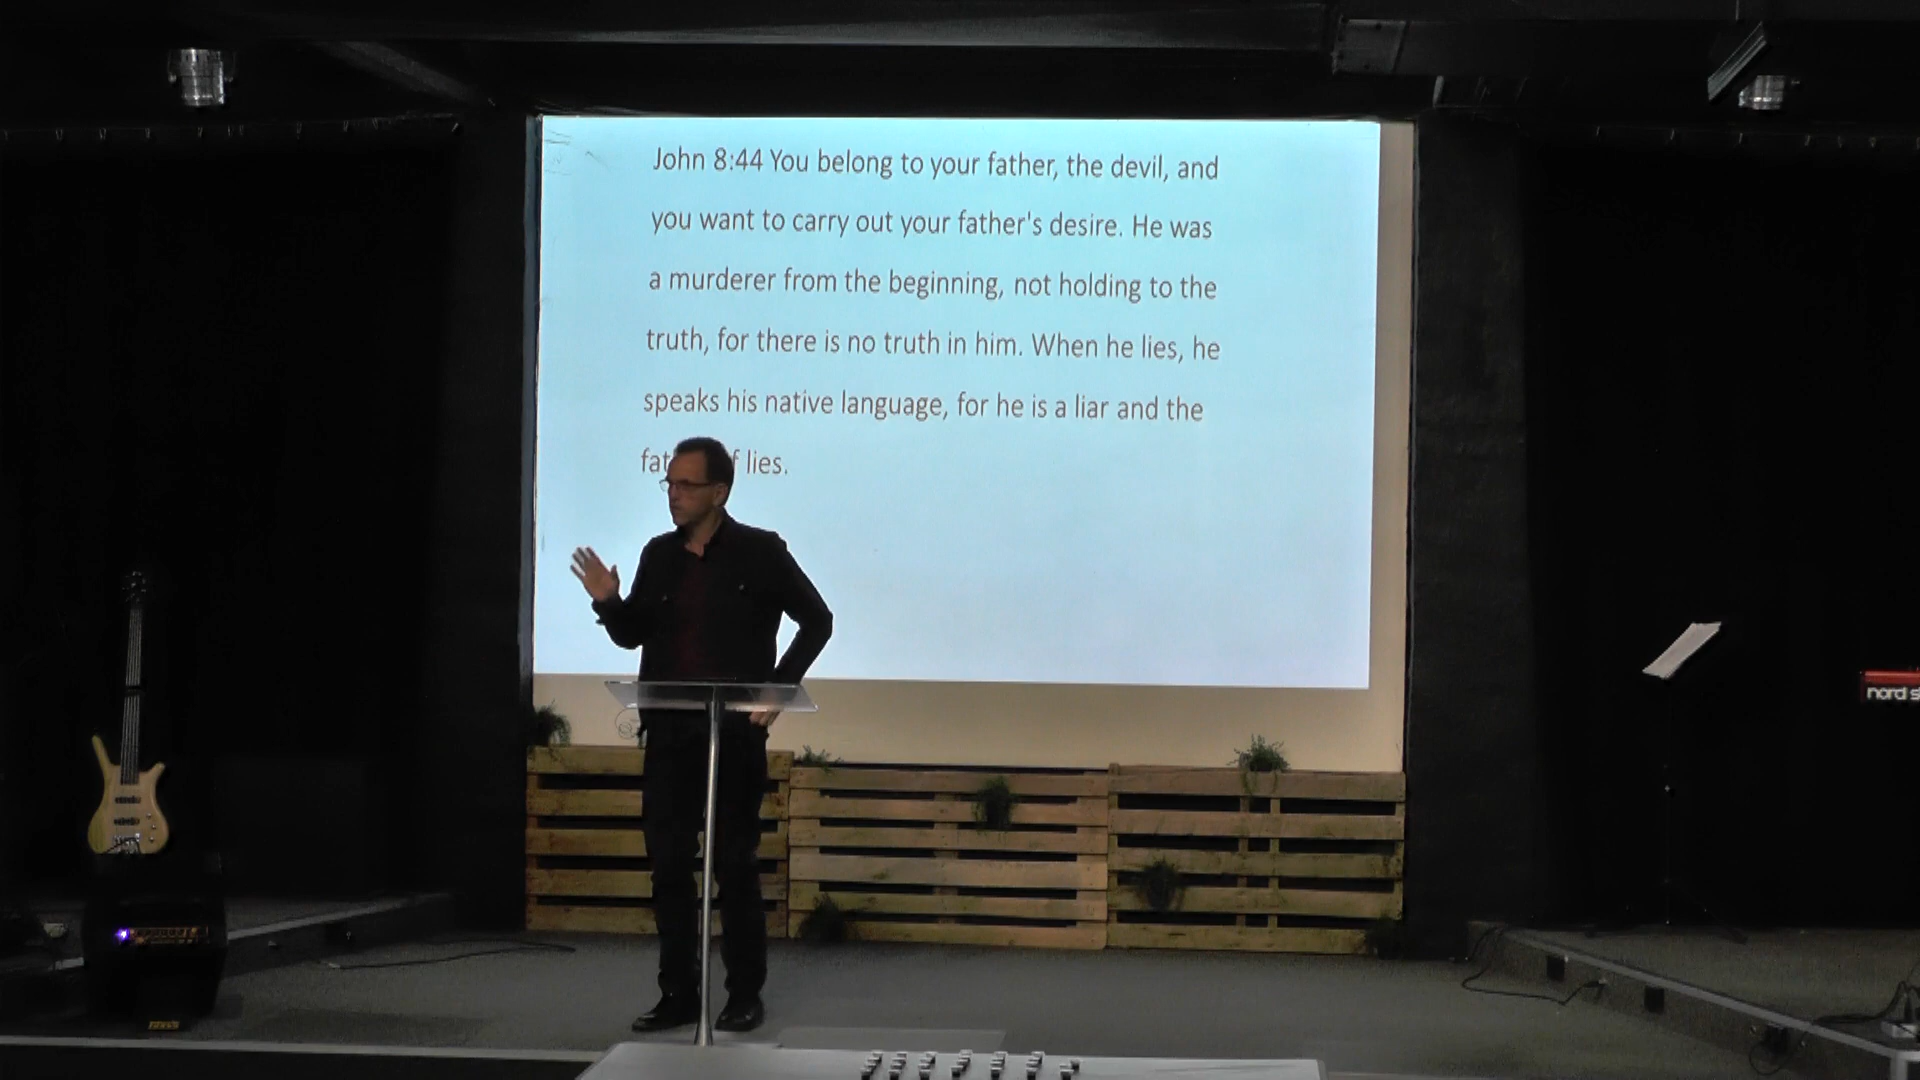 John 8:44 You belong to your father, the devil, and
you want to carry out your father's desire. He was
a murderer from the beginning, not holding to the
truth, for there is no truth in him. When he lies, he
speaks his native language, for he is a liar and the
lies.
nord